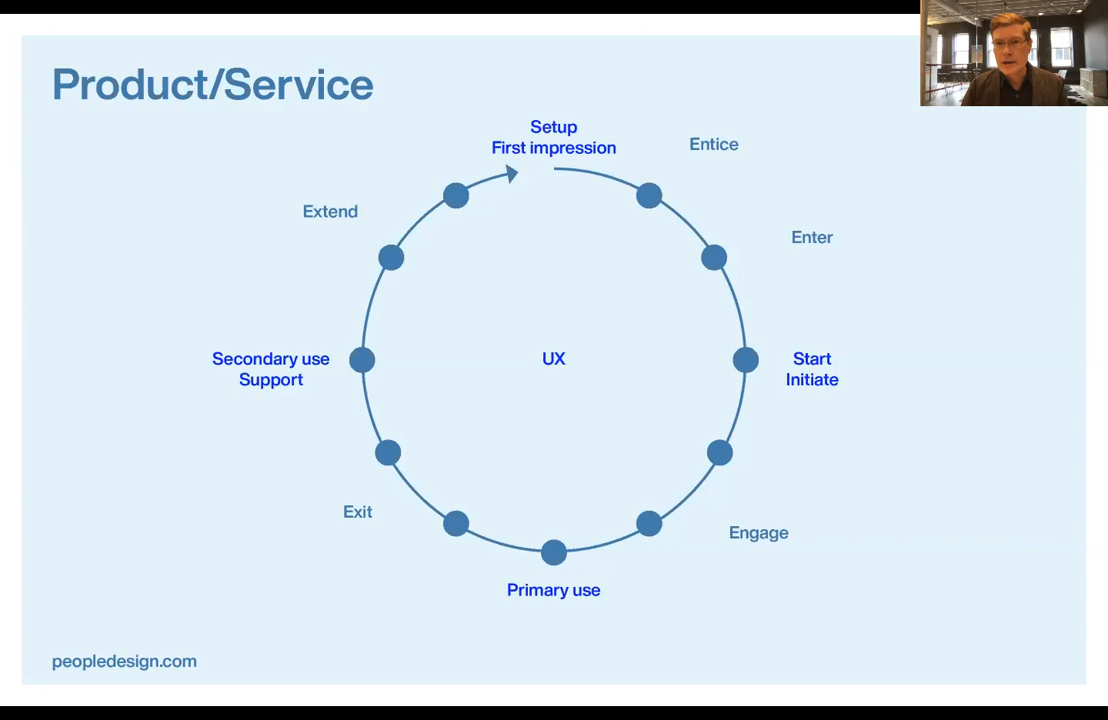 Product/Service
Setup
First impression
Entice
Extend
Enter
Secondary use
Support
UX
Start
Initiate
Exit
Engage
Primary use
peopledesign.com